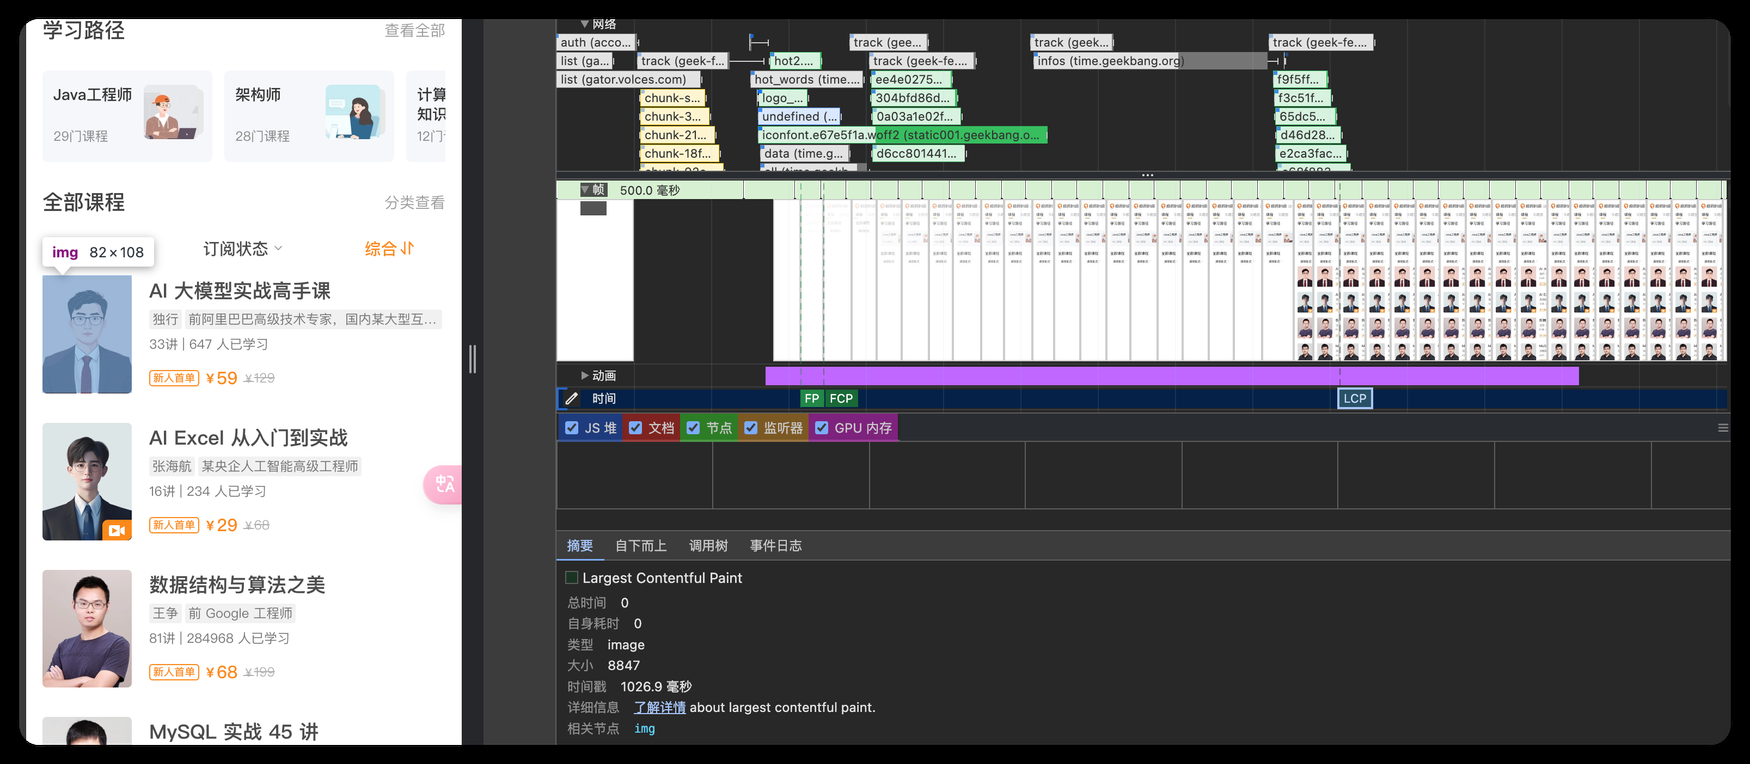 学习路径
查看全部
Java工程师
29门课程
架构师
28门课程
计算
知识
12门
全部课程
分类查看
img 82×108
订阅状态
综合
AI 大模型实战高手课
独行 前阿里巴巴高级技术专家，国内某大型互...
33讲 | 647 人已学习
新人首单 ¥59 ¥129
AI Excel 从入门到实战
张海航 某央企人工智能高级工程师
16讲 | 234 人已学习
新人首单 ¥29 ¥68
数据结构与算法之美
王争 前 Google 工程师
81讲 | 284968 人已学习
新人首单 ¥68 ¥199
MySQL 实战 45 讲
网络
auth (acco...
track (gee...
track (geek...
track (geek-fe....
list (ga...
track (geek-f...
hot2....
track (geek-fe....
infos (time.geekbang.org)
list (gator.volces.com)
hot_words (time....
ee4e0275...
f9f5ff...
chunk-s...
logo_...
304bfd86d...
f3c51f...
chunk-3...
undefined (...
0a03a1e02f...
65dc5...
chunk-21...
iconfont.e67e5f1a.woff2 (static001.geekbang.o...
d46d28...
chunk-18f...
data (time.g...
d6cc801441...
e2ca3fac...
帧
500.0 毫秒
动画
时间
FP
FCP
LCP
JS 堆
文档
节点
监听器
GPU 内存
摘要
自下而上
调用树
事件日志
Largest Contentful Paint
总时间 0
自身耗时 0
类型 image
大小 8847
时间戳 1026.9 毫秒
详细信息 了解详情 about largest contentful paint.
相关节点 img